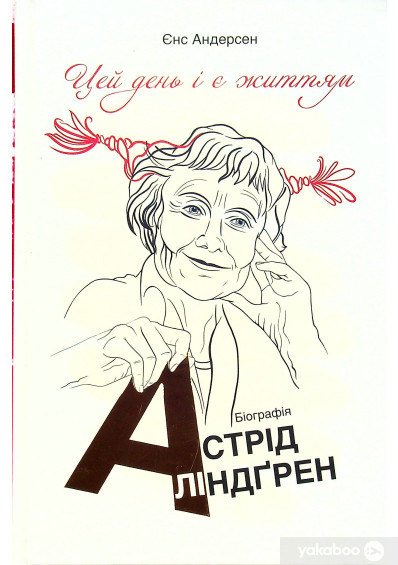 Єнс Андерсен
Цей день і є життям
Біографія
АСТРІД
ЛІНДҐРЕН
yakaboo